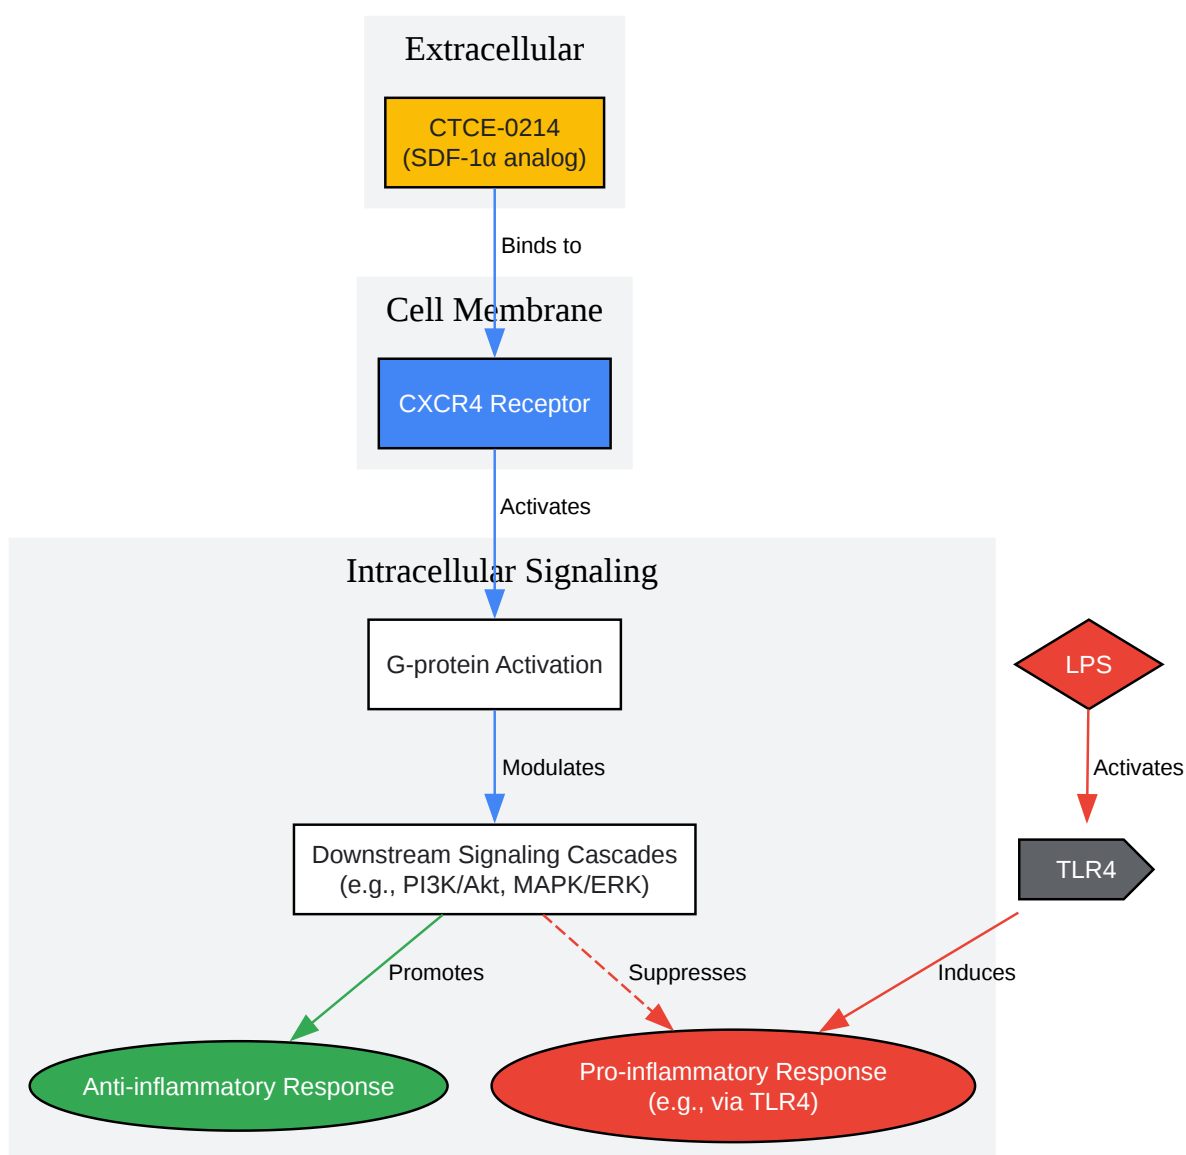 Extracellular
CTCE-0214
(SDF-1α analog)
Binds to
Cell Membrane
CXCR4 Receptor
Activates
Intracellular Signaling
G-protein Activation
LPS
Modulates
Activates
Downstream Signaling Cascades
(e.g., PI3K/Akt, MAPK/ERK)
TLR4
Promotes
Suppresses
Induces
Anti-inflammatory Response
Pro-inflammatory Response
(e.g., via TLR4)